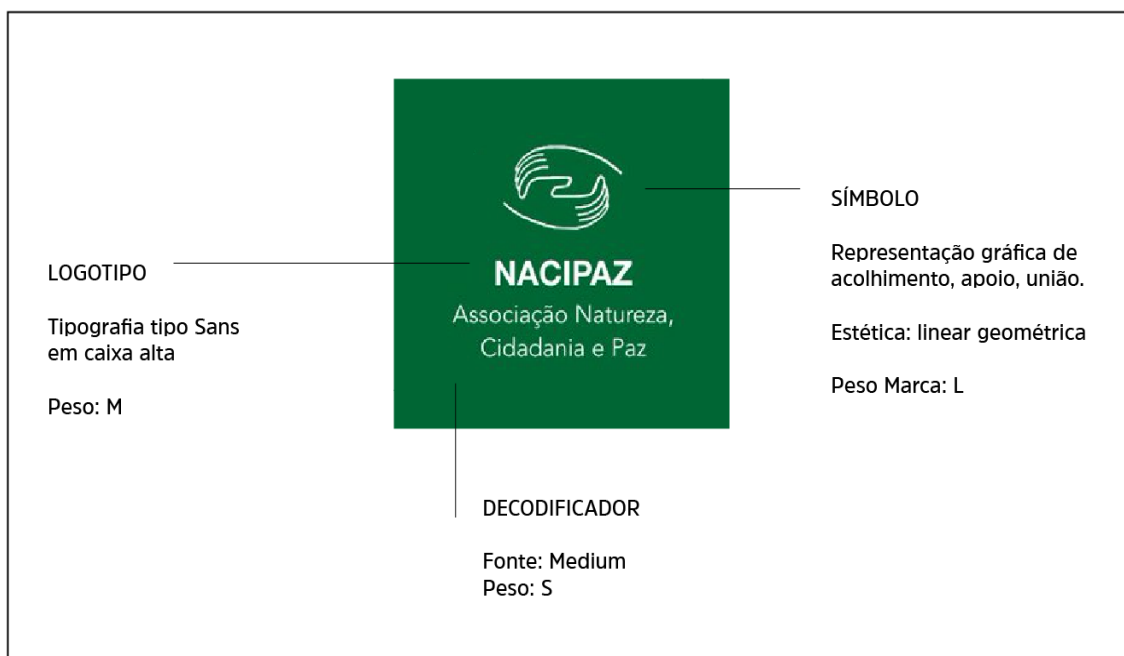 NACIPAZ
Associação Natureza,
Cidadania e Paz
LOGOTIPO
Tipografia tipo Sans
em caixa alta
Peso: M
SÍMBOLO
Representação gráfica de
acolhimento, apoio, união.
Estética: linear geométrica
Peso Marca: L
DECODIFICADOR
Fonte: Medium
Peso: S